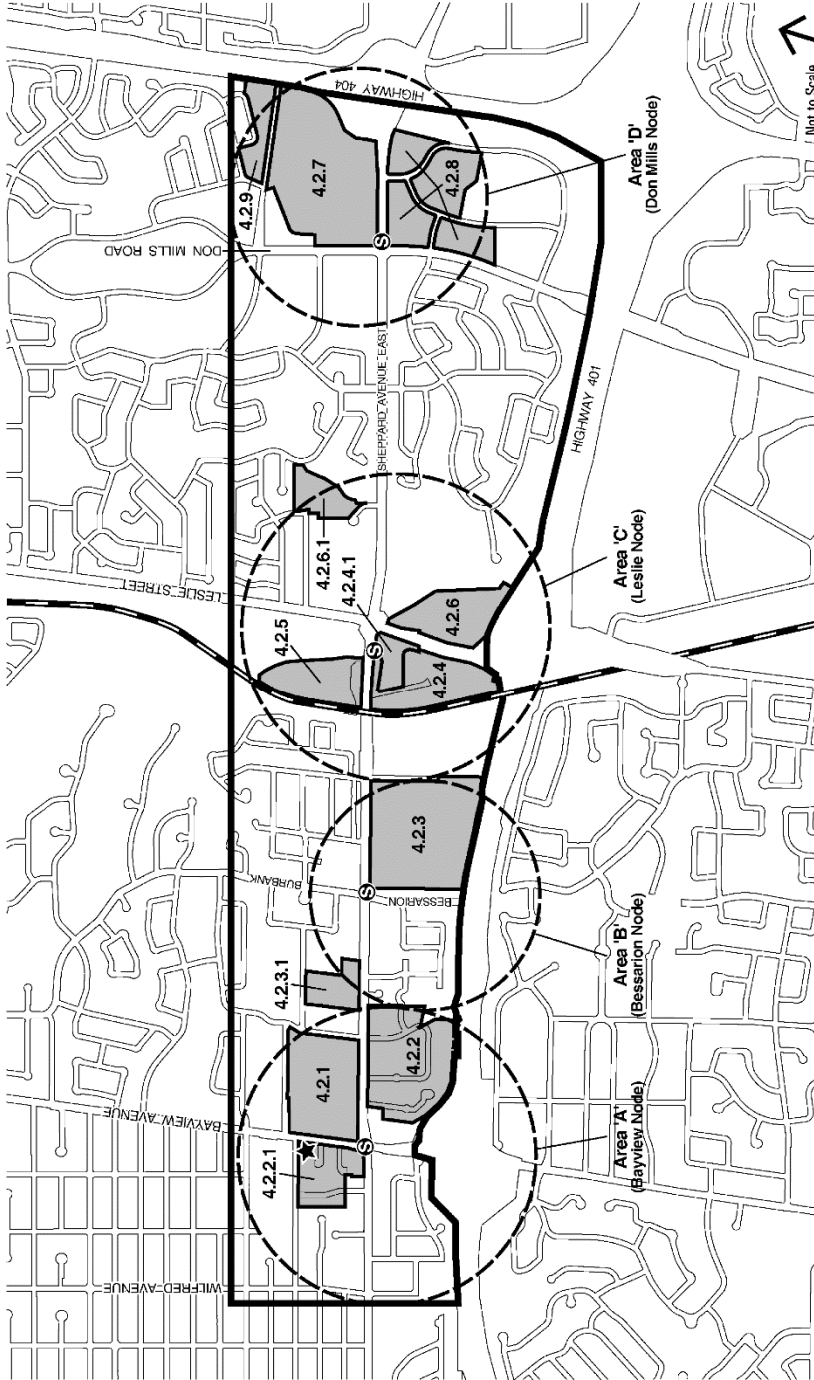 Not to Scale
HIGHWAY 404
4.2.9
4.2.7
4.2.8
Area 'D'
(Don Mills Node)
DON MILLS ROAD
S
SHEPPARD AVENUE EAST
HIGHWAY 401
4.2.6.1
LESLIE STREET
4.2.4.1
4.2.5
S
4.2.6
4.2.4
Area 'C'
(Leslie Node)
4.2.3
BURBANK
S
BESSARION
Area 'B'
(Bessarion Node)
4.2.3.1
4.2.1
4.2.2
BAYVIEW AVENUE
S
4.2.2.1
Area 'A'
(Bayview Node)
WILFRED AVENUE